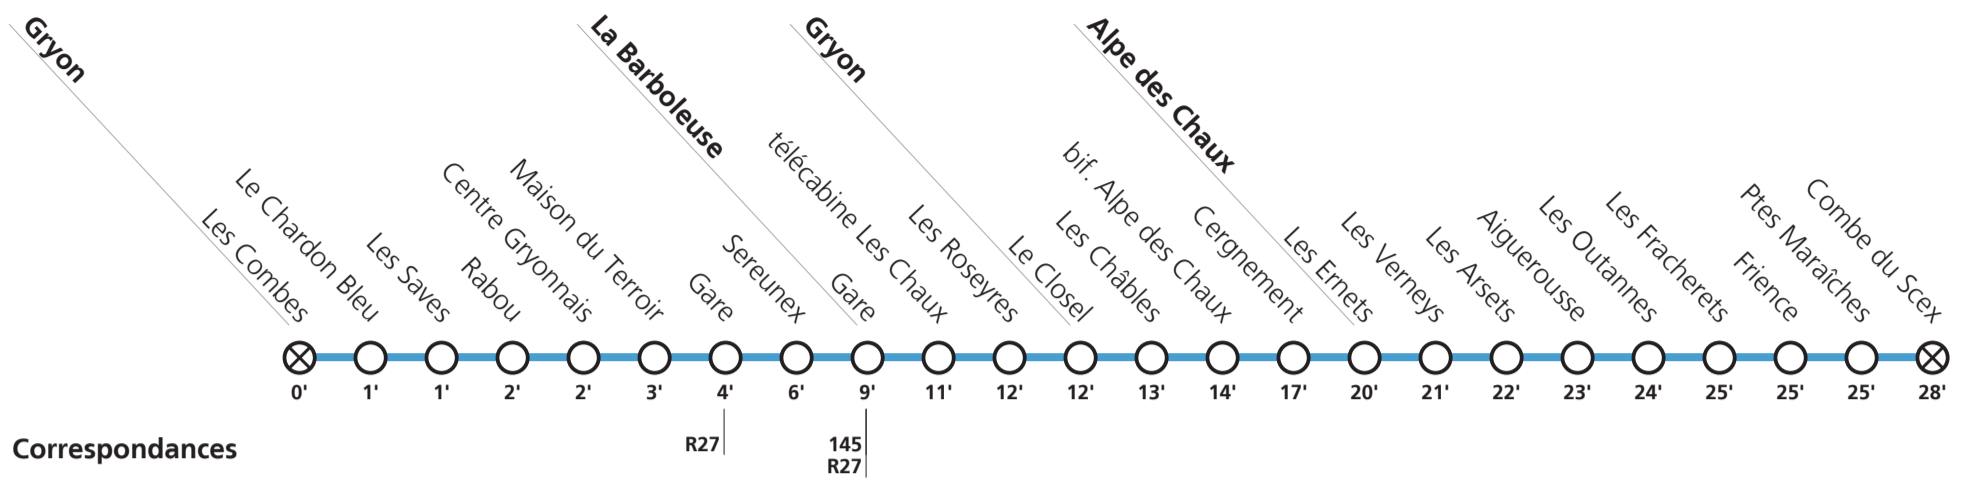 Gryon
Les Combes
Le Chardon Bleu
Les Saves
Rabou
Centre Gryonnais
Maison du Terroir
Gare
Sereunex
La Barboleuse
Gare
télécabine Les Chaux
Les Roseyres
Gryon
Le Closel
Les Châbles
bif. Alpe des Chaux
Cergnement
Alpe des Chaux
Les Ernets
Les Verneys
Les Arsets
Aiguerousse
Les Outannes
Les Fracherets
Frience
Ptes Maraîches
Combe du Scex
0' 1' 1' 2' 2' 3' 4' 6' 9' 11' 12' 12' 13' 14' 17' 20' 21' 22' 23' 24' 25' 25' 25' 28'
Correspondances
R27
145
R27